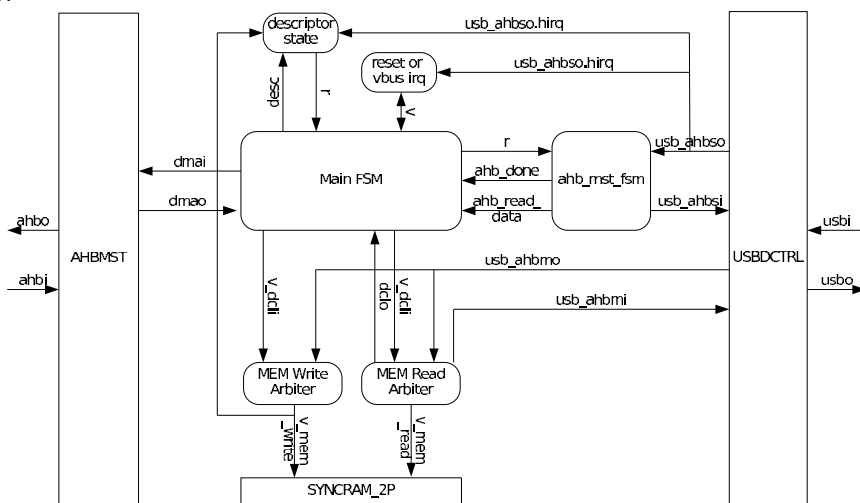 descriptor
state
usb_ahbso.hirq
reset or
vbus irq
usb_ahbso.hirq
desc
r
v
dmai
Main FSM
r
ahb_done
ahb_mst_fsm
usb_ahbso
dmao
ahb_read_
data
usb_ahbsi
ahbo
usbi
AHBMST
USBDCTRL
usb_ahbmo
ahbi
usbo
v_dcli
dclo
v_dcli
usb_ahbmi
MEM Write
Arbiter
MEM Read
Arbiter
v_mem
_write
v_mem
_read
SYNCRAM_2P